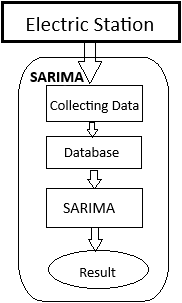 Electric Station
SARIMA
Collecting Data
Database
SARIMA
Result